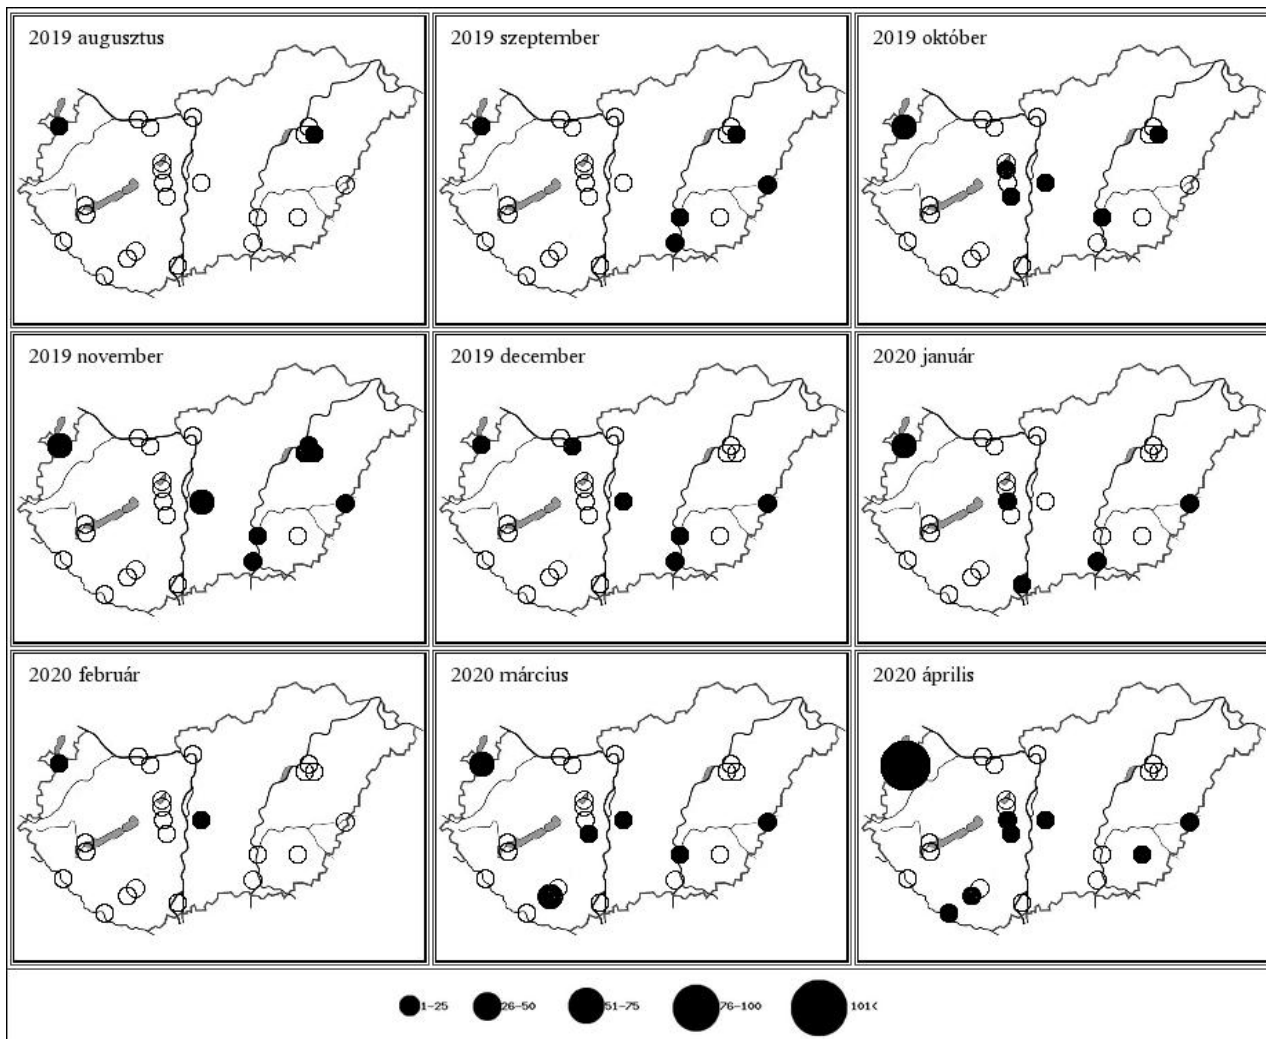 2019 augusztus
2019 szeptember
2019 október
2019 november
2019 december
2020 január
2020 február
2020 március
2020 április
1-25 26-50 51-75 76-100 101<